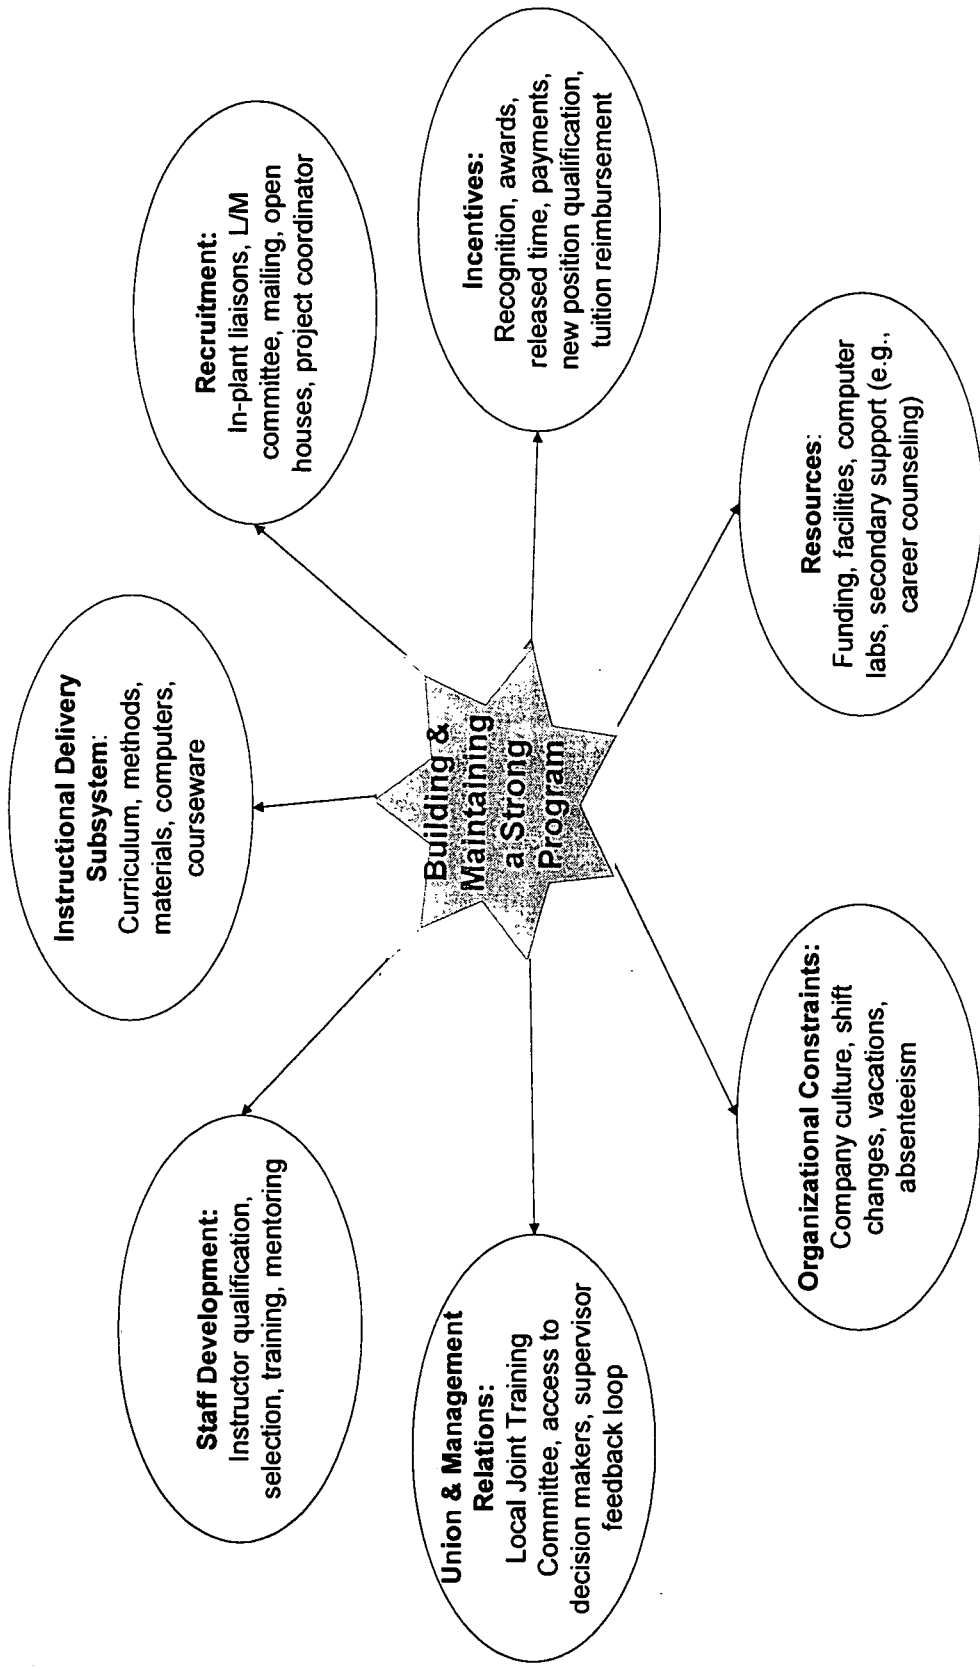 Instructional Delivery
Subsystem:
Curriculum, methods,
materials, computers,
courseware
Recruitment:
In-plant liaisons, L/M
committee, mailing, open
houses, project coordinator
Incentives:
Recognition, awards,
released time, payments,
new position qualification,
tuition reimbursement
Resources:
Funding, facilities, computer
labs, secondary support (e.g.,
career counseling)
Organizational Constraints:
Company culture, shift
changes, vacations,
absenteeism
Union & Management
Relations:
Local Joint Training
Committee, access to
decision makers, supervisor
feedback loop
Staff Development:
Instructor qualification,
selection, training, mentoring
Building &
Maintaining
a Strong
Program